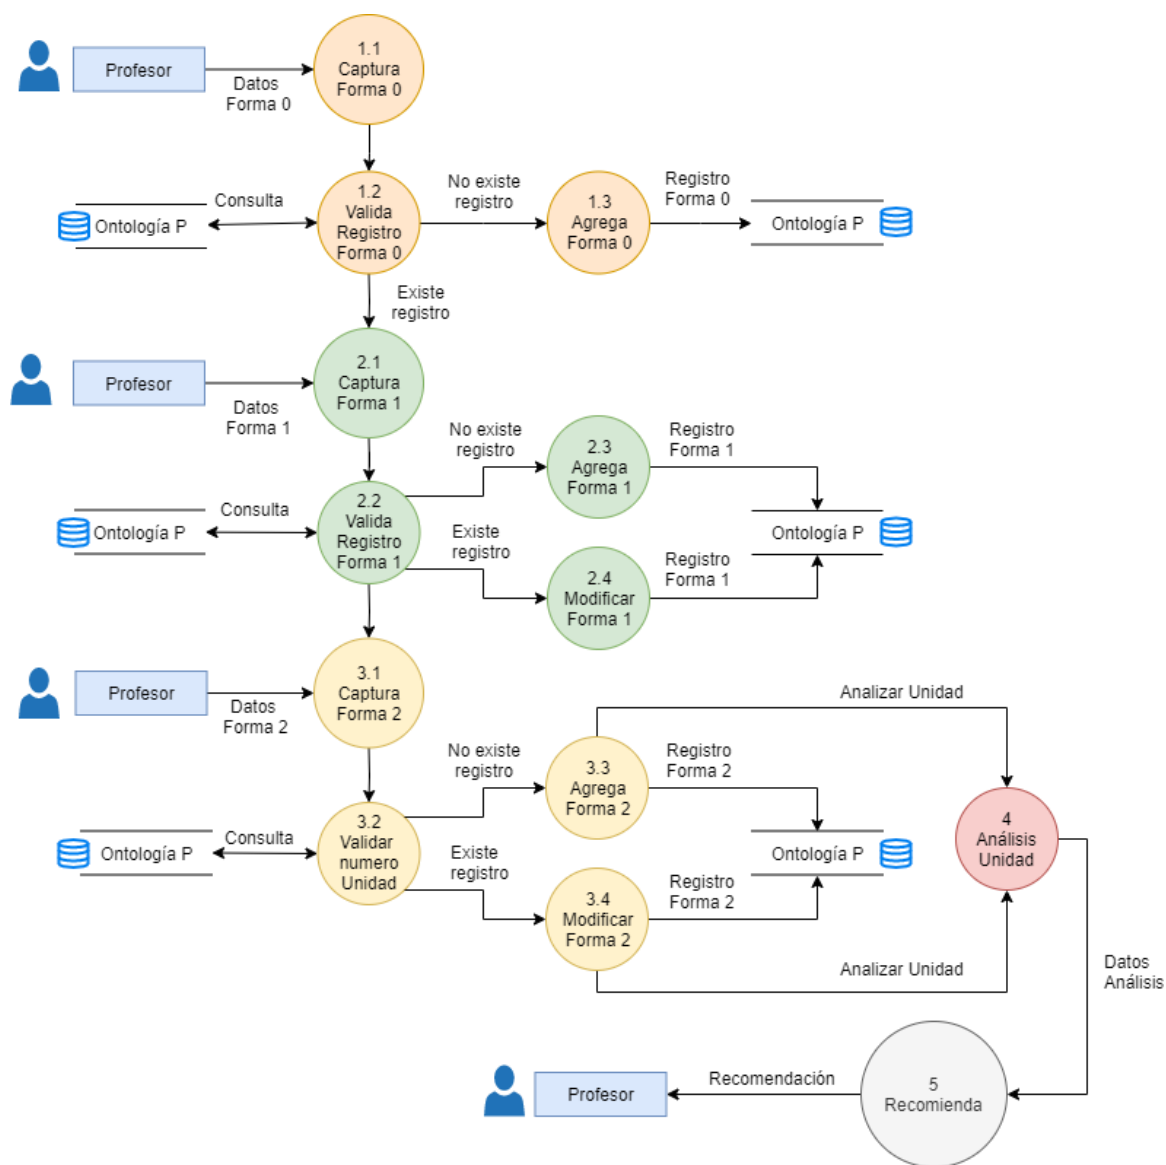 Profesor
Datos
Forma 0
1.1
Captura
Forma 0
Ontología P
Consulta
1.2
Valida
Registro
Forma 0
No existe
registro
1.3
Agrega
Forma 0
Registro
Forma 0
Ontología P
Existe
registro
Profesor
Datos
Forma 1
2.1
Captura
Forma 1
Ontología P
Consulta
2.2
Valida
Registro
Forma 1
No existe
registro
2.3
Agrega
Forma 1
Registro
Forma 1
Existe
registro
2.4
Modificar
Forma 1
Registro
Forma 1
Ontología P
Profesor
Datos
Forma 2
3.1
Captura
Forma 2
Ontología P
Consulta
3.2
Validar
numero
Unidad
No existe
registro
3.3
Agrega
Forma 2
Registro
Forma 2
Existe
registro
3.4
Modificar
Forma 2
Registro
Forma 2
Ontología P
Analizar Unidad
4
Análisis
Unidad
Analizar Unidad
Datos
Análisis
5
Recomienda
Recomendación
Profesor